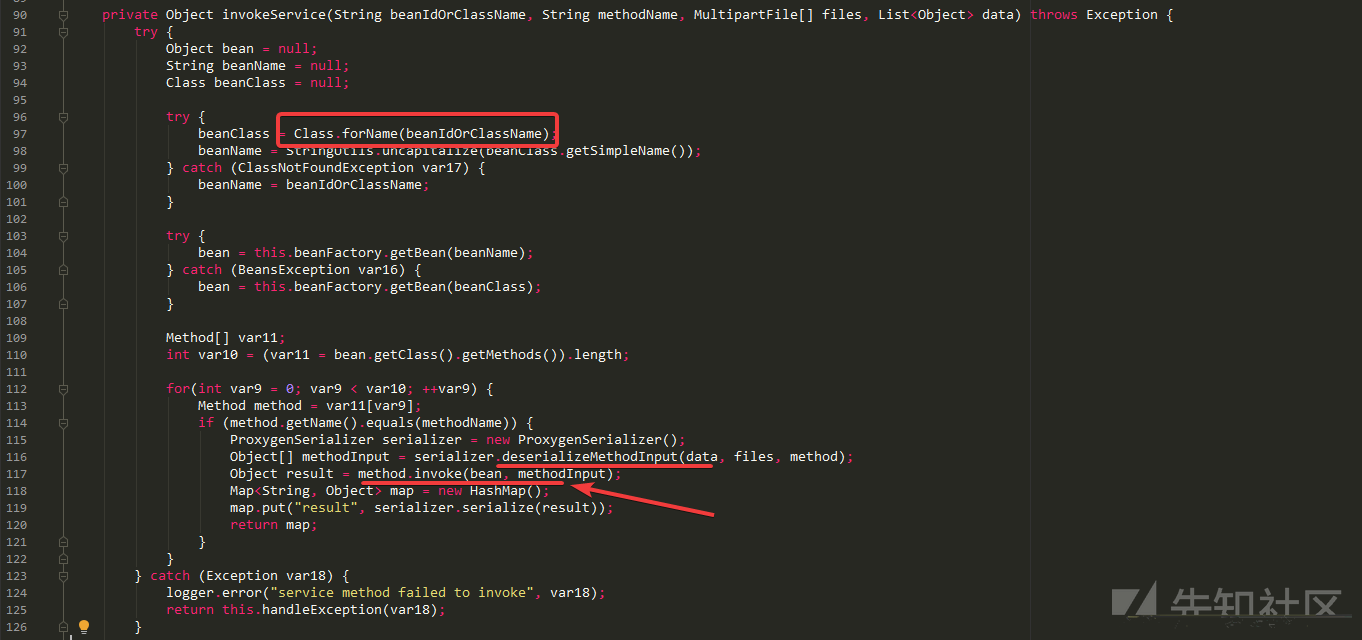 90 private Object invokeService(String beanIdOrClassName, String methodName, MultipartFile[] files, List<Object> data) throws Exception {
91 try {
92 Object bean = null;
93 String beanName = null;
94 Class beanClass = null;
95
96 try {
97 beanClass = Class.forName(beanIdOrClassName);
98 beanName = StringUtils.uncapitalize(beanClass.getSimpleName());
99 } catch (ClassNotFoundException var17) {
100 beanName = beanIdOrClassName;
101 }
102
103 try {
104 bean = this.beanFactory.getBean(beanName);
105 } catch (BeansException var16) {
106 bean = this.beanFactory.getBean(beanClass);
107 }
108
109 Method[] var11;
110 int var10 = (var11 = bean.getClass().getMethods()).length;
111
112 for(int var9 = 0; var9 < var10; ++var9) {
113 Method method = var11[var9];
114 if (method.getName().equals(methodName)) {
115 ProxygenSerializer serializer = new ProxygenSerializer();
116 Object[] methodInput = serializer.deserializeMethodInput(data, files, method);
117 Object result = method.invoke(bean, methodInput);
118 Map<String, Object> map = new HashMap();
119 map.put("result", serializer.serialize(result));
120 return map;
121 }
122 }
123 } catch (Exception var18) {
124 logger.error("service method failed to invoke", var18);
125 return this.handleException(var18);
126 }
先知社区